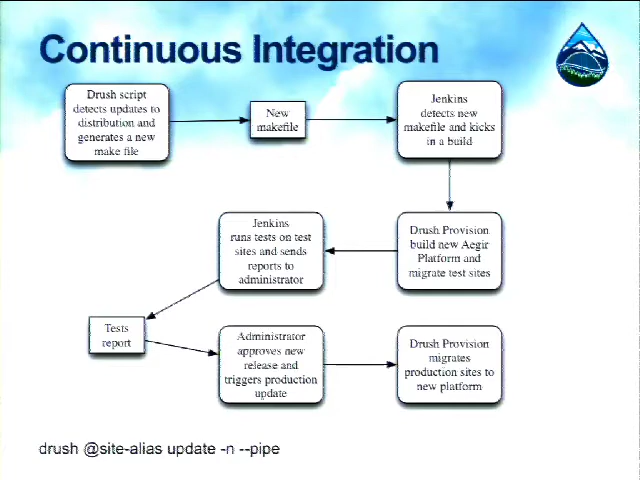 Continuous Integration
Drush script
detects updates to
distribution and
generates a new
make file
New
makefile
Jenkins
detects new
makefile and kicks
in a build
Jenkins
runs tests on test
sites and sends
reports to
administrator
Drush Provision
build new Aegir
Platform and
migrate test sites
Tests
report
Administrator
approves new
release and
triggers production
update
Drush Provision
migrates
production sites to
new platform
drush @site-alias update -n --pipe